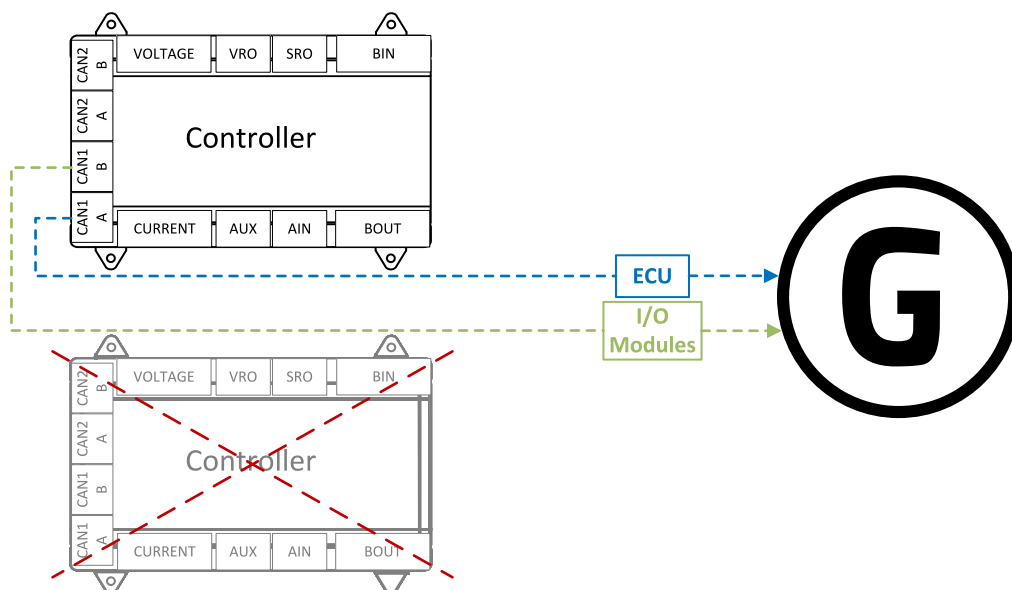 VOLTAGE VRO SRO BIN
CAN2 B
CAN2 A
Controller
CAN1 B
CAN1 A
CURRENT AUX AIN BOUT
ECU
I/O
Modules
G
VOLTAGE VRO SRO BIN
CAN2 B
CAN2 A
Controller
CAN1 B
CAN1 A
CURRENT AUX AIN BOUT